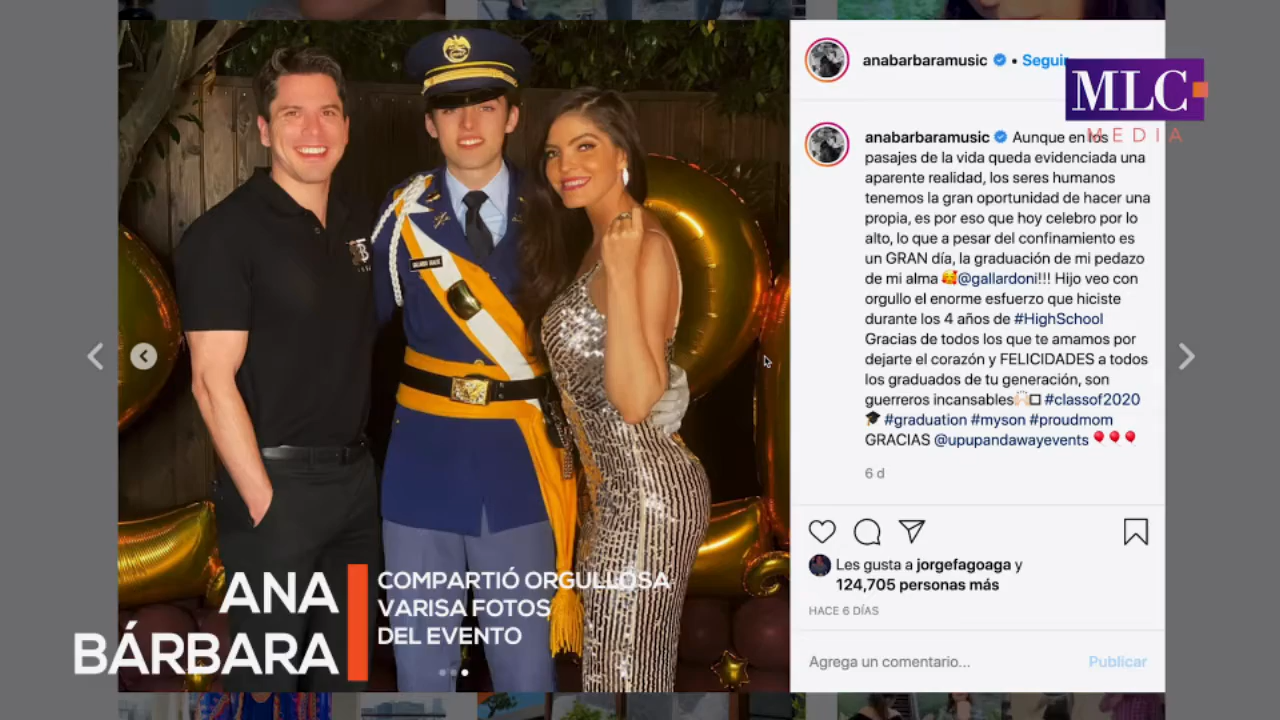 anabarbaramusic • Seguir
MLC
MEDIA
anabarbaramusic Aunque en los
pasajes de la vida queda evidenciada una
aparente realidad, los seres humanos
tenemos la gran oportunidad de hacer una
propia, es por eso que hoy celebro por lo
alto, lo que a pesar del confinamiento es
un GRAN día, la graduación de mi pedazo
de mi alma 🥰@gallardoni!!! Hijo veo con
orgullo el enorme esfuerzo que hiciste
durante los 4 años de #HighSchool
Gracias de todos los que te amamos por
dejarte el corazón y FELICIDADES a todos
los graduados de tu generación, son
guerreros incansables🙌🏻□ #classof2020
🎓 #graduation #myson #proudmom
GRACIAS @upupandawayevents 🎈🎈🎈
6 d
Les gusta a jorgefagoaga y
124,705 personas más
HACE 6 DÍAS
Agrega un comentario... Publicar
ANA
BÁRBARA
COMPARTIÓ ORGULLOSA
VARISA FOTOS
DEL EVENTO